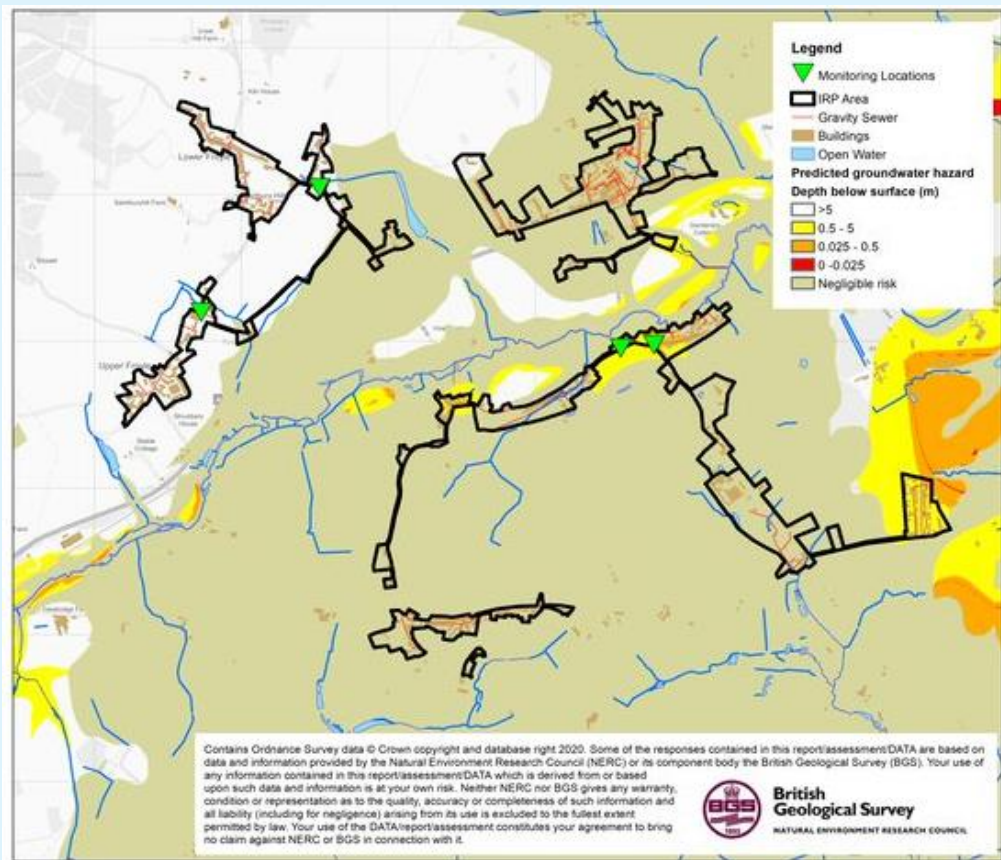 Legend
Monitoring Locations
IRP Area
Gravity Sewer
Buildings
Open Water
Predicted groundwater hazard
Depth below surface (m)
>5
0.5 - 5
0.025 - 0.5
0 -0.025
Negligible risk
Lower
Upper
Contains Ordnance Survey data © Crown copyright and database right 2020. Some of the responses contained in this report/assessment/DATA are based on
data and information provided by the Natural Environment Research Council (NERC) or its component body the British Geological Survey (BGS). Your use of
any information contained in this report/assessment/DATA which is derived from or based
upon such data and information is at your own risk. Neither NERC nor BGS gives any warranty,
condition or representation as to the quality, accuracy or completeness of such information and
all liability (including for negligence) arising from its use is excluded to the fullest extent
permitted by law. Your use of the DATA/report/assessment constitutes your agreement to bring
no claim against NERC or BGS in connection with it.
BGS
British
Geological Survey
NATURAL ENVIRONMENT RESEARCH COUNCIL